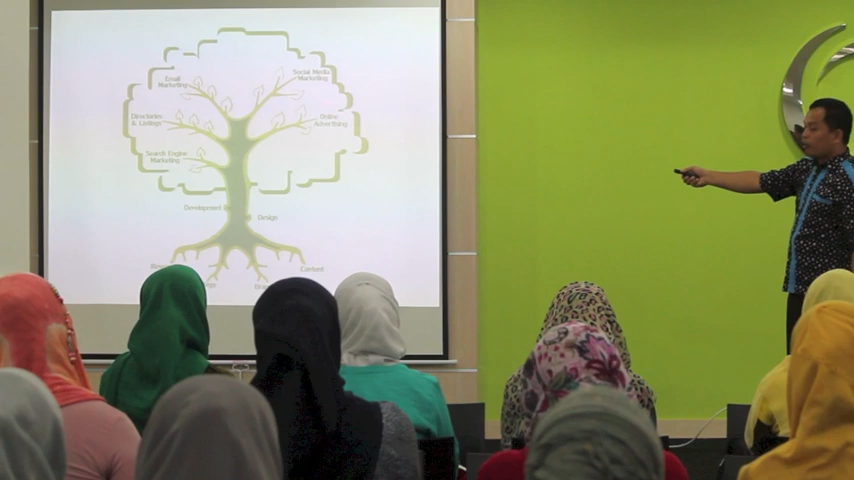 Email
Marketing
Social Media
Marketing
Directories
& Listings
Online
Advertising
Search Engine
Marketing
Development
Design
Content